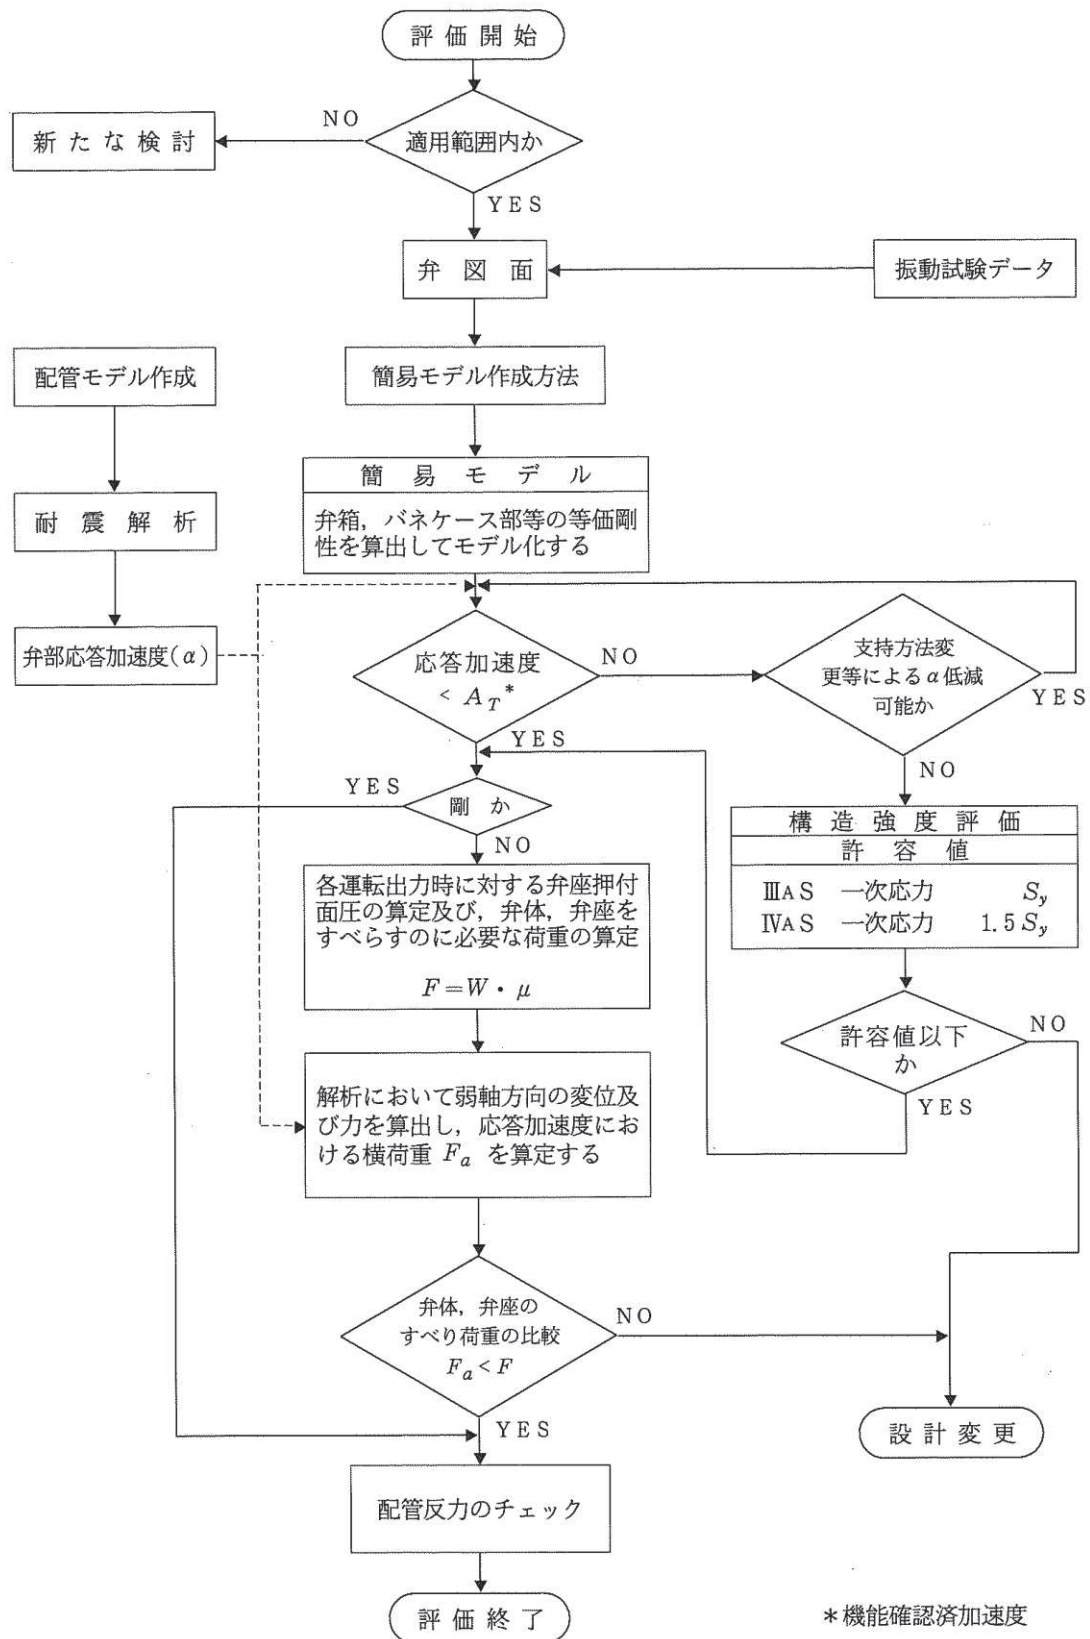 評価開始
NO
新たな検討
適用範囲内か
YES
弁図面
振動試験データ
配管モデル作成
簡易モデル作成方法
簡易モデル
弁箱,バネケース部等の等価剛
性を算出してモデル化する
耐震解析
弁部応答加速度(α)
応答加速度
< A_T*
NO
支持方法変
更等によるα低減
可能か
YES
YES
NO
YES
剛か
NO
構造強度評価
許容値
ⅢAS 一次応力 S_y
ⅣAS 一次応力 1.5 S_y
各運転出力時に対する弁座押付
面圧の算定及び,弁体,弁座を
すべらすのに必要な荷重の算定
F=W・μ
許容値以下
か
NO
YES
解析において弱軸方向の変位及
び力を算出し,応答加速度にお
ける横荷重 F_a を算定する
弁体,弁座の
すべり荷重の比較
F_a<F
NO
YES
設計変更
配管反力のチェック
評価終了
*機能確認済加速度